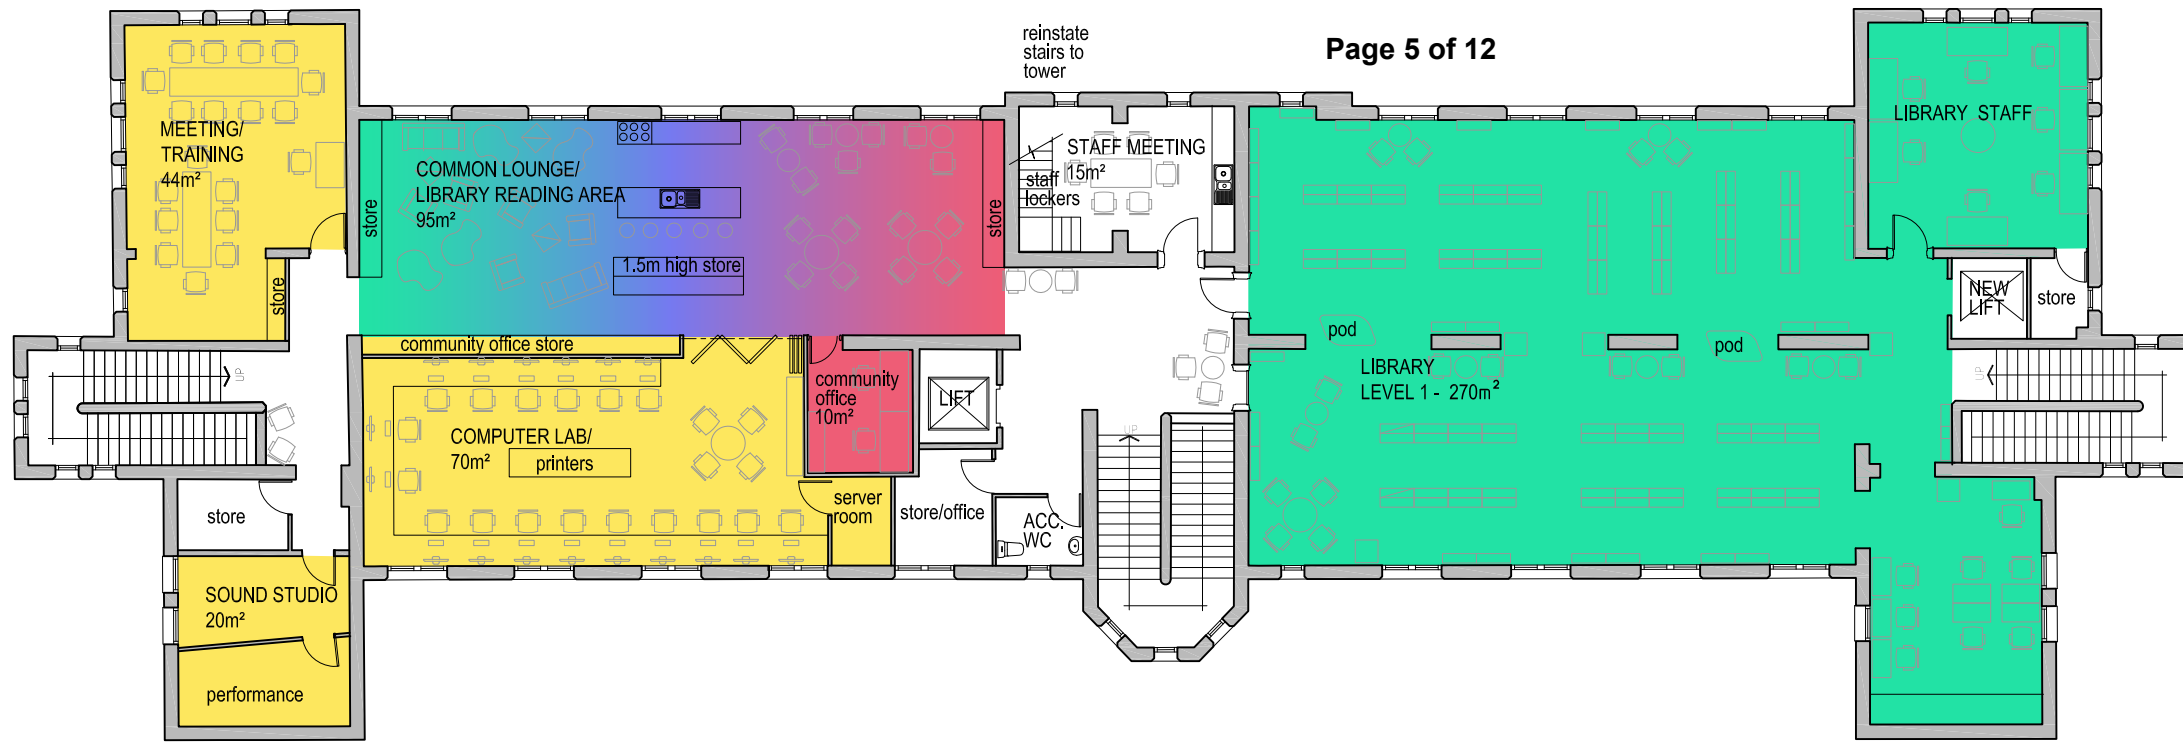 reinstate
stairs to
tower
Page 5 of 12
MEETING/
TRAINING
44m²
store
store
COMMON LOUNGE/
LIBRARY READING AREA
95m²
1.5m high store
store
STAFF MEETING
15m²
staff
lockers
LIBRARY STAFF
NEW
LIFT
store
UP
community office store
community
office
10m²
LIFT
COMPUTER LAB/
70m²
printers
server
room
store/office
ACC.
WC
UP
pod
pod
LIBRARY
LEVEL 1 - 270m²
UP
store
SOUND STUDIO
20m²
performance